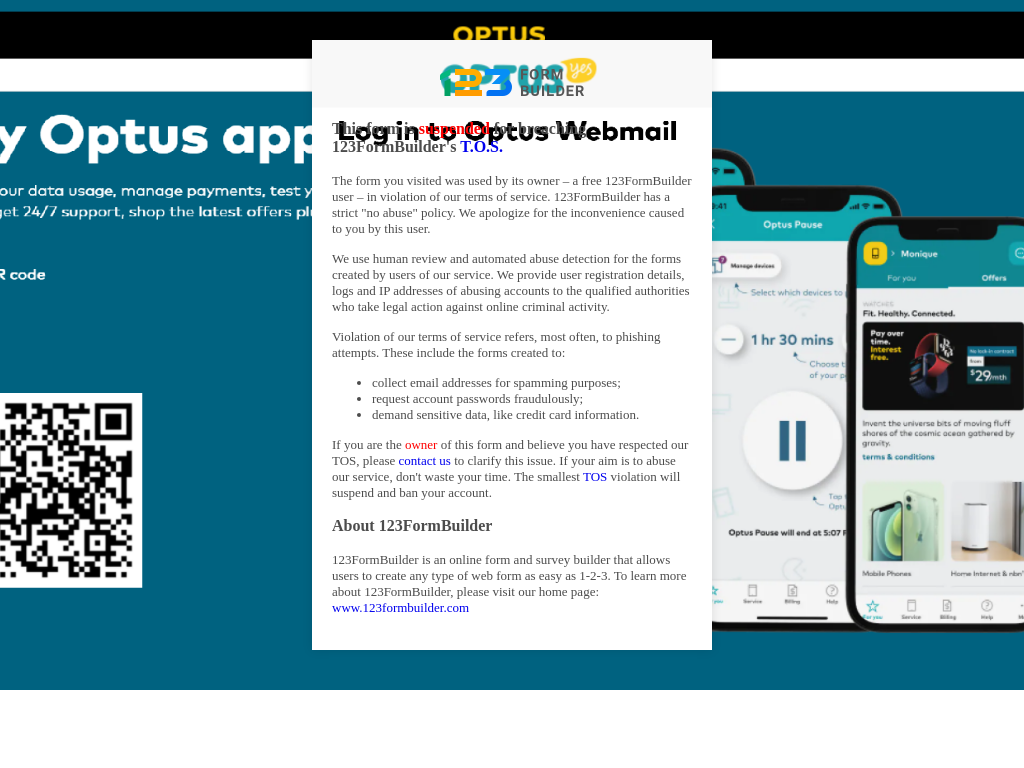 OPTUS
OPTUS yes
123 FORM
BUILDER
y Optus app
our data usage, manage payments, test y
get 24/7 support, shop the latest offers
R code
Log in to Optus Webmail
This form is suspended for breaching
123FormBuilder's T.O.S.
The form you visited was used by its owner – a free 123FormBuilder
user – in violation of our terms of service. 123FormBuilder has a
strict "no abuse" policy. We apologize for the inconvenience caused
to you by this user.
We use human review and automated abuse detection for the forms
created by users of our service. We provide user registration details,
logs and IP addresses of abusing accounts to the qualified authorities
who take legal action against online criminal activity.
Violation of our terms of service refers, most often, to phishing
attempts. These include the forms created to:
• collect email addresses for spamming purposes;
• request account passwords fraudulously;
• demand sensitive data, like credit card information.
If you are the owner of this form and believe you have respected our
TOS, please contact us to clarify this issue. If your aim is to abuse
our service, don't waste your time. The smallest TOS violation will
suspend and ban your account.
About 123FormBuilder
123FormBuilder is an online form and survey builder that allows
users to create any type of web form as easy as 1-2-3. To learn more
about 123FormBuilder, please visit our home page:
www.123formbuilder.com
9:41
Optus Pause
Manage devices
Select which devices to
1 hr 30 mins
Choose
of your
Tap
Optus Pause will end at 5:07
Service
Billing
Help
Monique
For you
Offers
WATCHES
Fit. Healthy. Connected.
Pay over
time.
Interest
free.
No lock-in contract
from
$29/mth
Invent the universe bits of moving fluff
shores of the cosmic ocean gathered by
gravity.
terms & conditions
Mobile Phones
Home Internet & nbn
For you
Service
Billing
Help